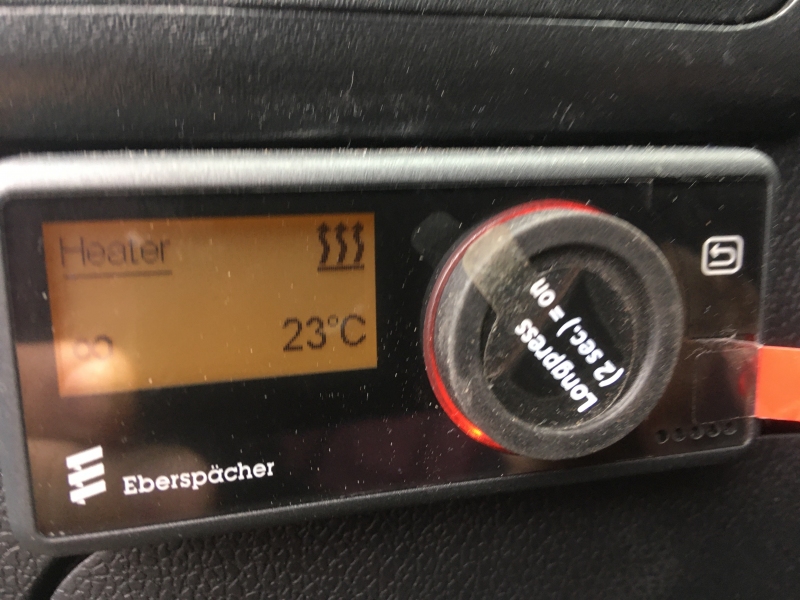 Heater
∞ 23°C
Longpress
(2 sec.) = on
Eberspächer